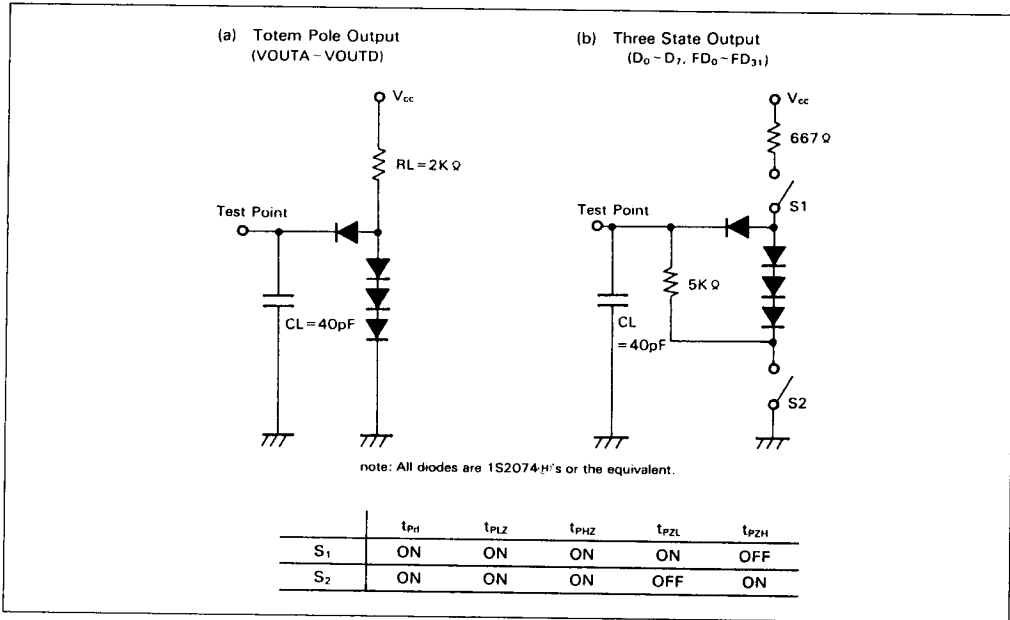 (a) Totem Pole Output
(VOUTA~VOUTD)
Vcc
RL=2KΩ
Test Point
CL=40pF
(b) Three State Output
(D0~D7, FD0~FD31)
Vcc
667Ω
S1
Test Point
5KΩ
CL
=40pF
S2
note: All diodes are 1S2074Ⓗ's or the equivalent.
tPd tPLZ tPHZ tPZL tPZH
S1 ON ON ON ON OFF
S2 ON ON ON OFF ON